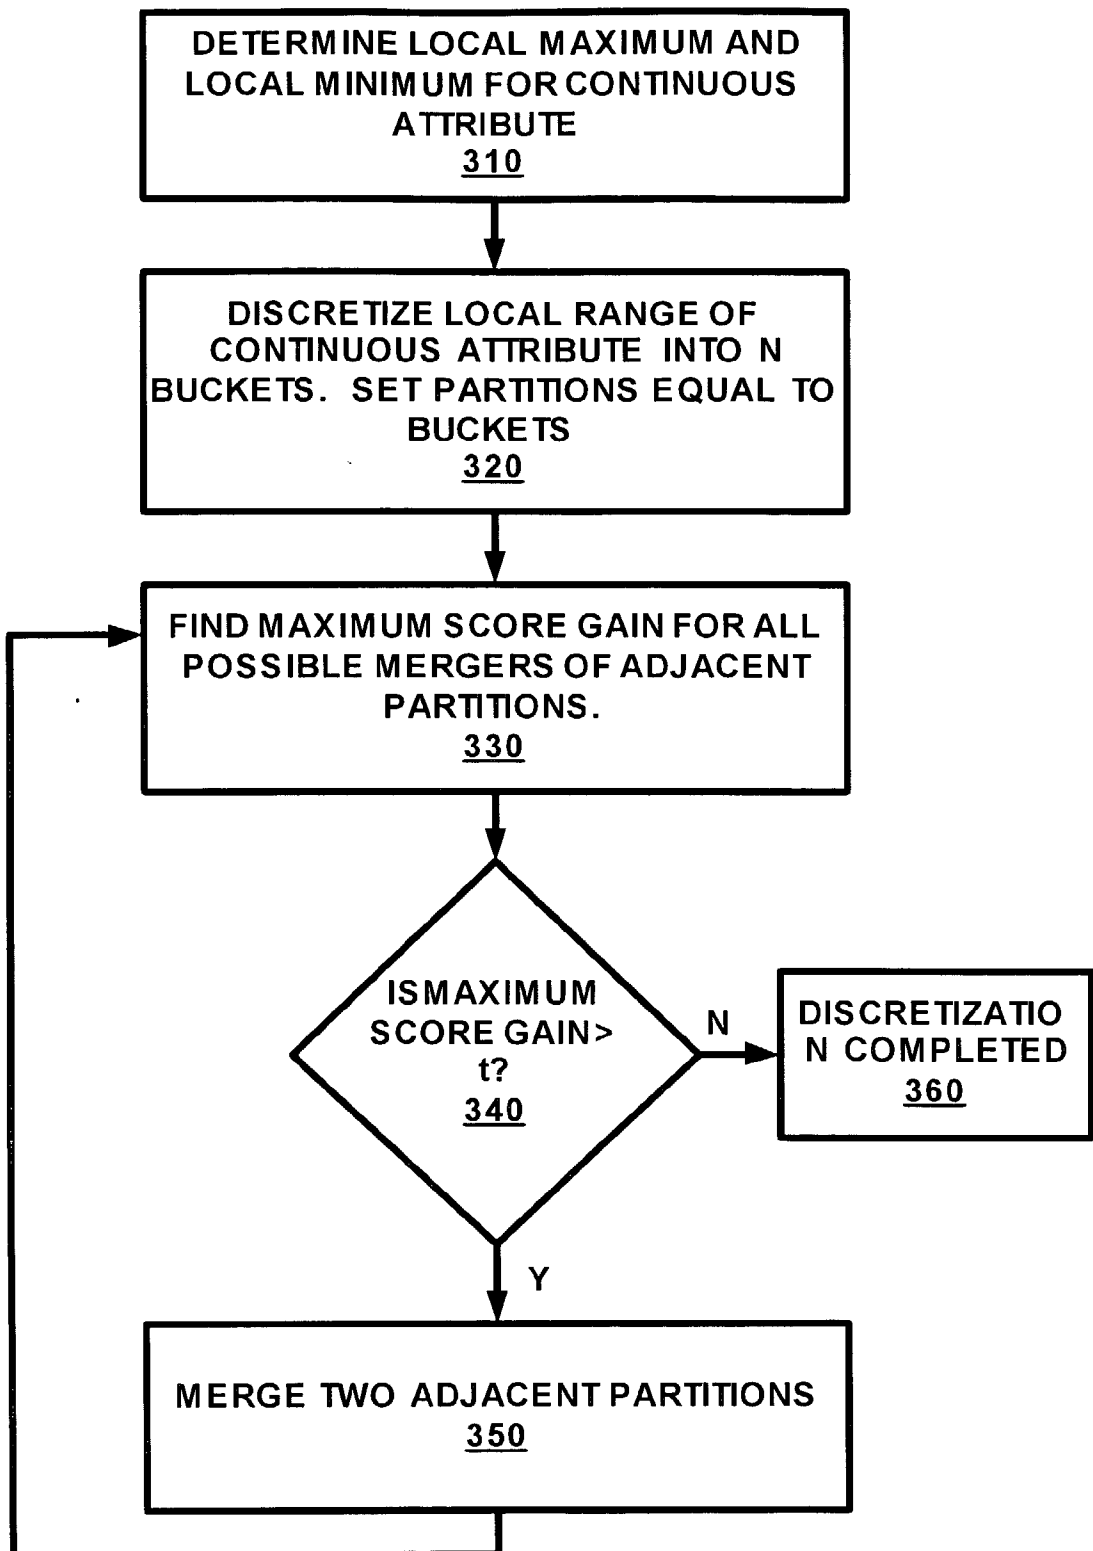 DETERMINE LOCAL MAXIMUM AND
LOCAL MINIMUM FOR CONTINUOUS
ATTRIBUTE
310
DISCRETIZE LOCAL RANGE OF
CONTINUOUS ATTRIBUTE INTO N
BUCKETS. SET PARTITIONS EQUAL TO
BUCKETS
320
FIND MAXIMUM SCORE GAIN FOR ALL
POSSIBLE MERGERS OF ADJACENT
PARTITIONS.
330
ISMAXIMUM
SCORE GAIN>
t?
340
N
DISCRETIZATIO
N COMPLETED
360
Y
MERGE TWO ADJACENT PARTITIONS
350